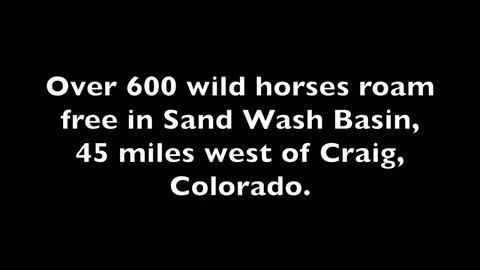 Over 600 wild horses roam
free in Sand Wash Basin,
45 miles west of Craig,
Colorado.